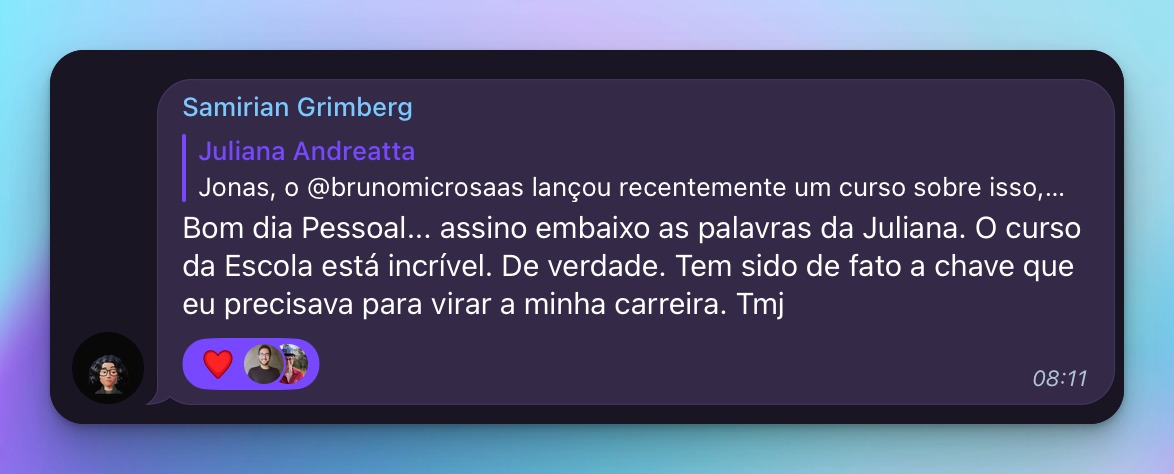 Samirian Grimberg
Juliana Andreatta
Jonas, o @brunomicrosaas lançou recentemente um curso sobre isso,...
Bom dia Pessoal... assino embaixo as palavras da Juliana. O curso
da Escola está incrível. De verdade. Tem sido de fato a chave que
eu precisava para virar a minha carreira. Tmj
08:11